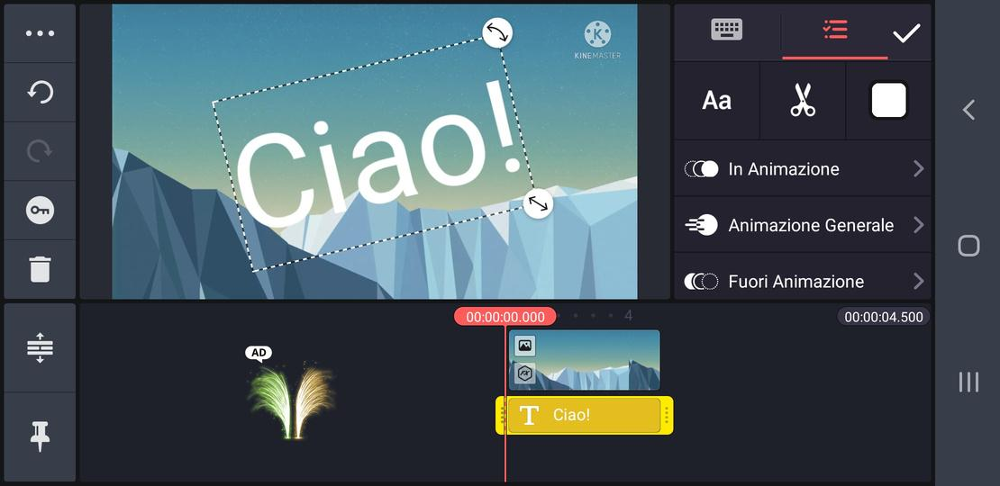 KINEMASTER
Ciao!
Aa
In Animazione
Animazione Generale
Fuori Animazione
00:00:00.000
4
00:00:04.500
AD
FX
T Ciao!